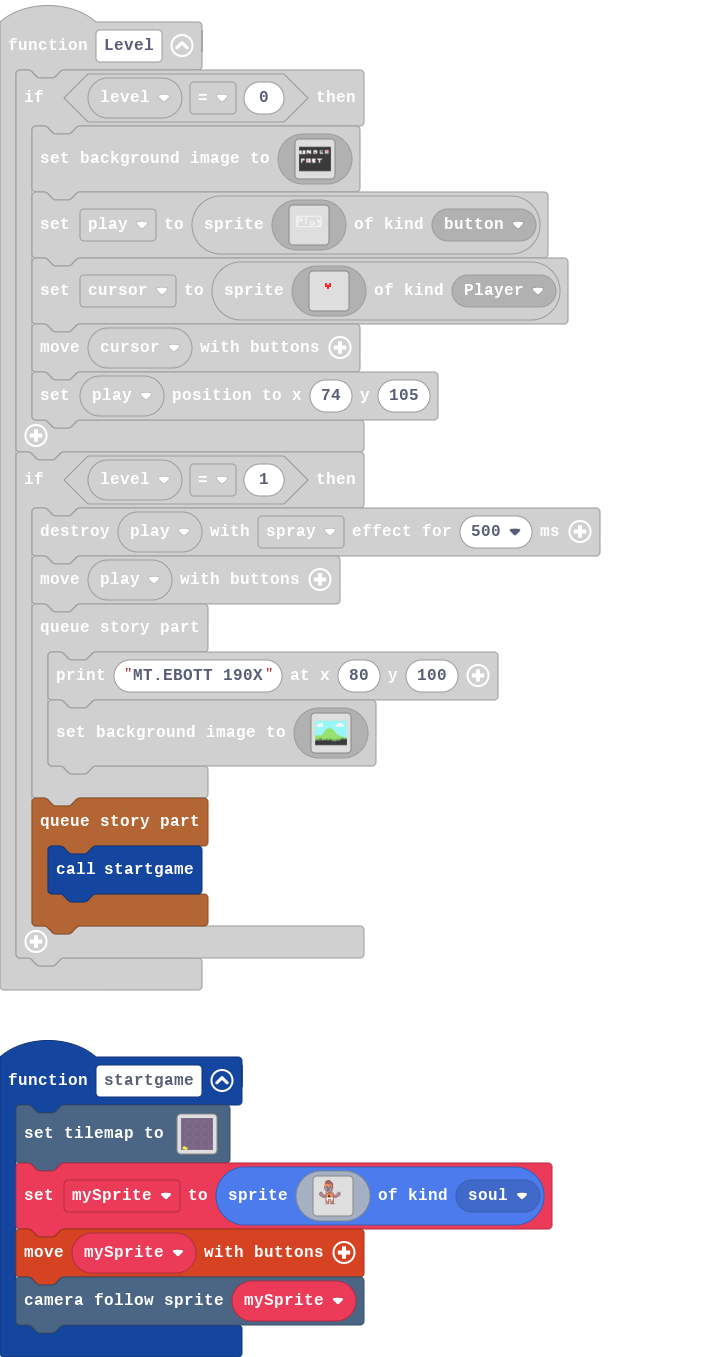 function Level
if level = 0 then
set background image to UNDER FAST
set play to sprite Play of kind button
set cursor to sprite of kind Player
move cursor with buttons
set play position to x 74 y 105
if level = 1 then
destroy play with spray effect for 500 ms
move play with buttons
queue story part
print "MT.EBOTT 190X" at x 80 y 100
set background image to
queue story part
call startgame
function startgame
set tilemap to
set mySprite to sprite of kind soul
move mySprite with buttons
camera follow sprite mySprite